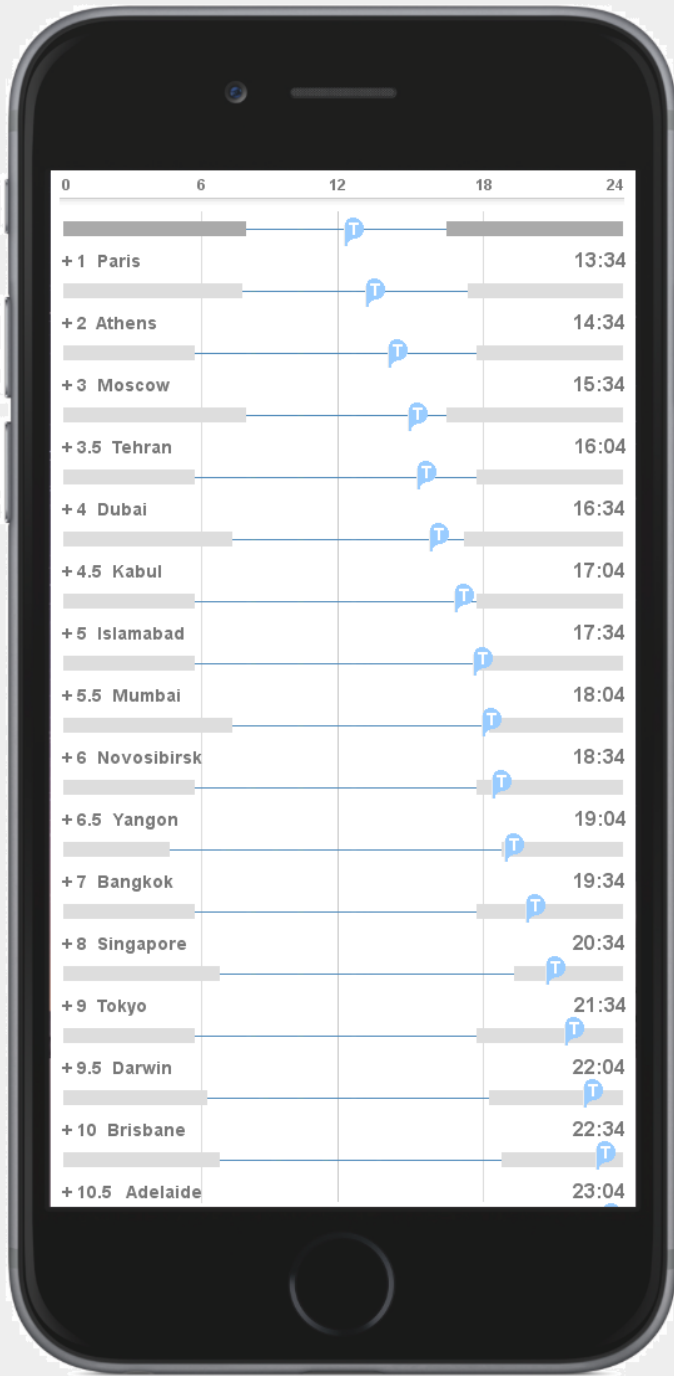 0 6 12 18 24
T
+ 1 Paris 13:34
T
+ 2 Athens 14:34
T
+ 3 Moscow 15:34
T
+ 3.5 Tehran 16:04
T
+ 4 Dubai 16:34
T
+ 4.5 Kabul 17:04
T
+ 5 Islamabad 17:34
T
+ 5.5 Mumbai 18:04
T
+ 6 Novosibirsk 18:34
T
+ 6.5 Yangon 19:04
T
+ 7 Bangkok 19:34
T
+ 8 Singapore 20:34
T
+ 9 Tokyo 21:34
T
+ 9.5 Darwin 22:04
T
+ 10 Brisbane 22:34
T
+ 10.5 Adelaide 23:04